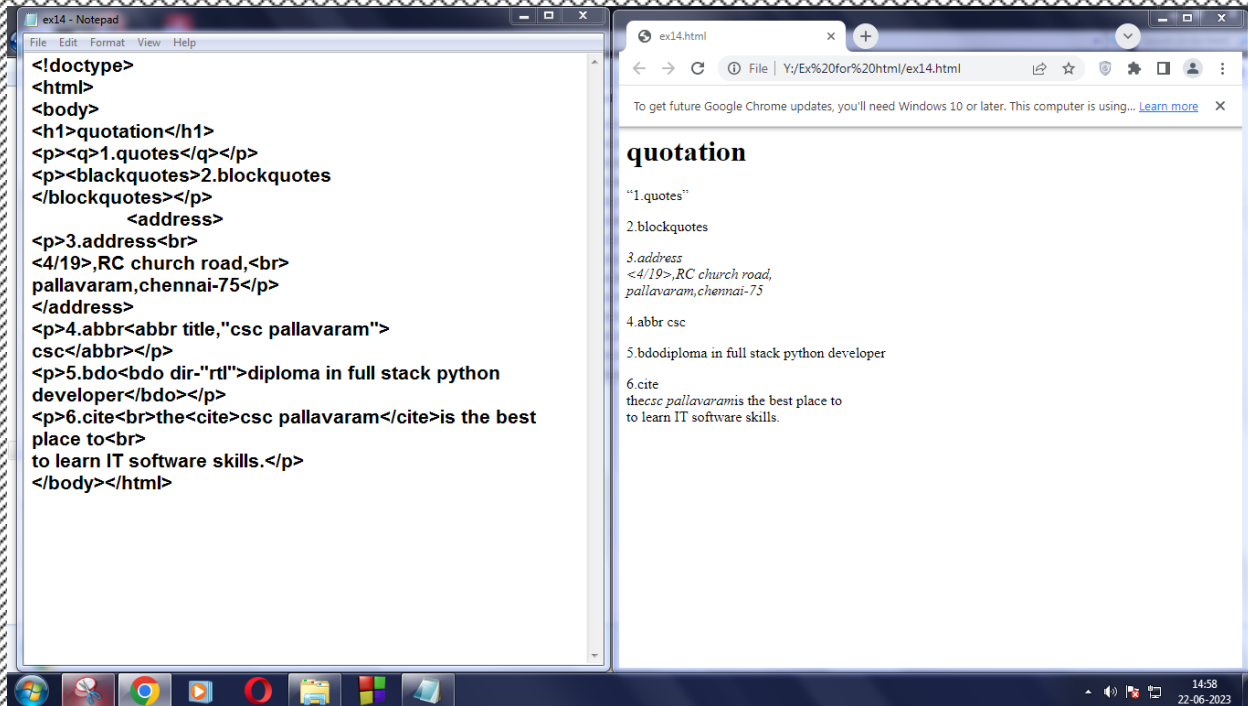 ex14 - Notepad
File Edit Format View Help
<!doctype>
<html>
<body>
<h1>quotation</h1>
<p><q>1.quotes</q></p>
<p><blackquotes>2.blockquotes
</blockquotes></p>
<address>
<p>3.address<br>
<4/19>,RC church road,<br>
pallavaram,chennai-75</p>
</address>
<p>4.abbr<abbr title,"csc pallavaram">
csc</abbr></p>
<p>5.bdo<bdo dir-"rtl">diploma in full stack python
developer</bdo></p>
<p>6.cite<br>the<cite>csc pallavaram</cite>is the best
place to<br>
to learn IT software skills.</p>
</body></html>
ex14.html
File Y:/Ex%20for%20html/ex14.html
To get future Google Chrome updates, you'll need Windows 10 or later. This computer is using... Learn more
quotation
“1.quotes”
2.blockquotes
3.address
<4/19>,RC church road,
pallavaram,chennai-75
4.abbr csc
5.bdodiploma in full stack python developer
6.cite
thecsc pallavaramis the best place to
to learn IT software skills.
14:58
22-06-2023